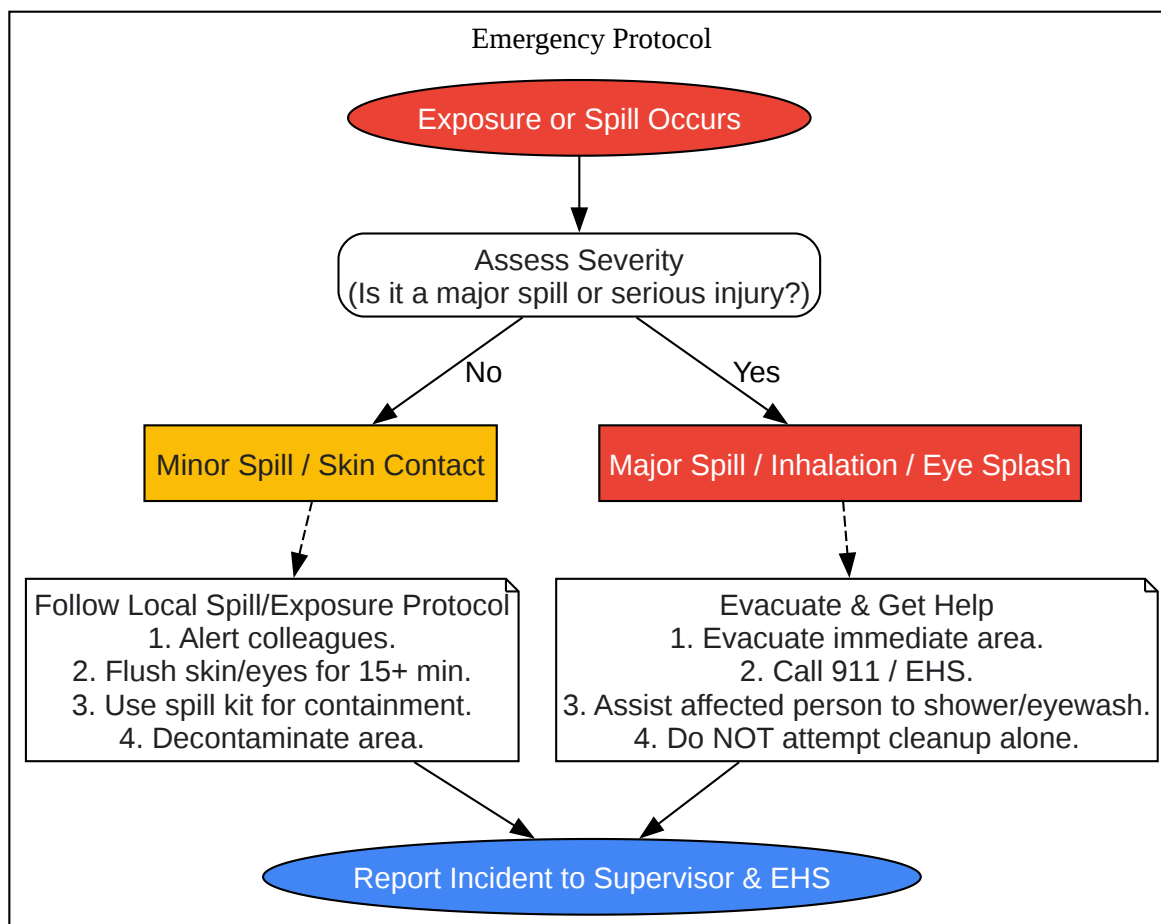 Emergency Protocol
Exposure or Spill Occurs
Assess Severity
(Is it a major spill or serious injury?)
No
Yes
Minor Spill / Skin Contact
Major Spill / Inhalation / Eye Splash
Follow Local Spill/Exposure Protocol
1. Alert colleagues.
2. Flush skin/eyes for 15+ min.
3. Use spill kit for containment.
4. Decontaminate area.
Evacuate & Get Help
1. Evacuate immediate area.
2. Call 911 / EHS.
3. Assist affected person to shower/eyewash.
4. Do NOT attempt cleanup alone.
Report Incident to Supervisor & EHS